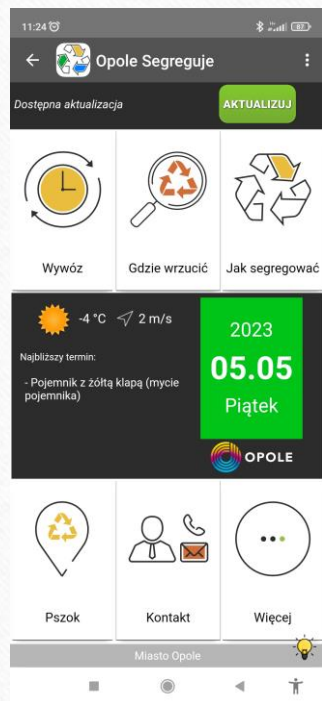 11:24
87
Opole Segreguje
Dostępna aktualizacja
AKTUALIZUJ
Wywóz
Gdzie wrzucić
Jak segregować
-4 °C 2 m/s
Najbliższy termin:
- Pojemnik z żółtą klapą (mycie
pojemnika)
2023
05.05
Piątek
OPOLE
Pszok
Kontakt
Więcej
Miasto Opole